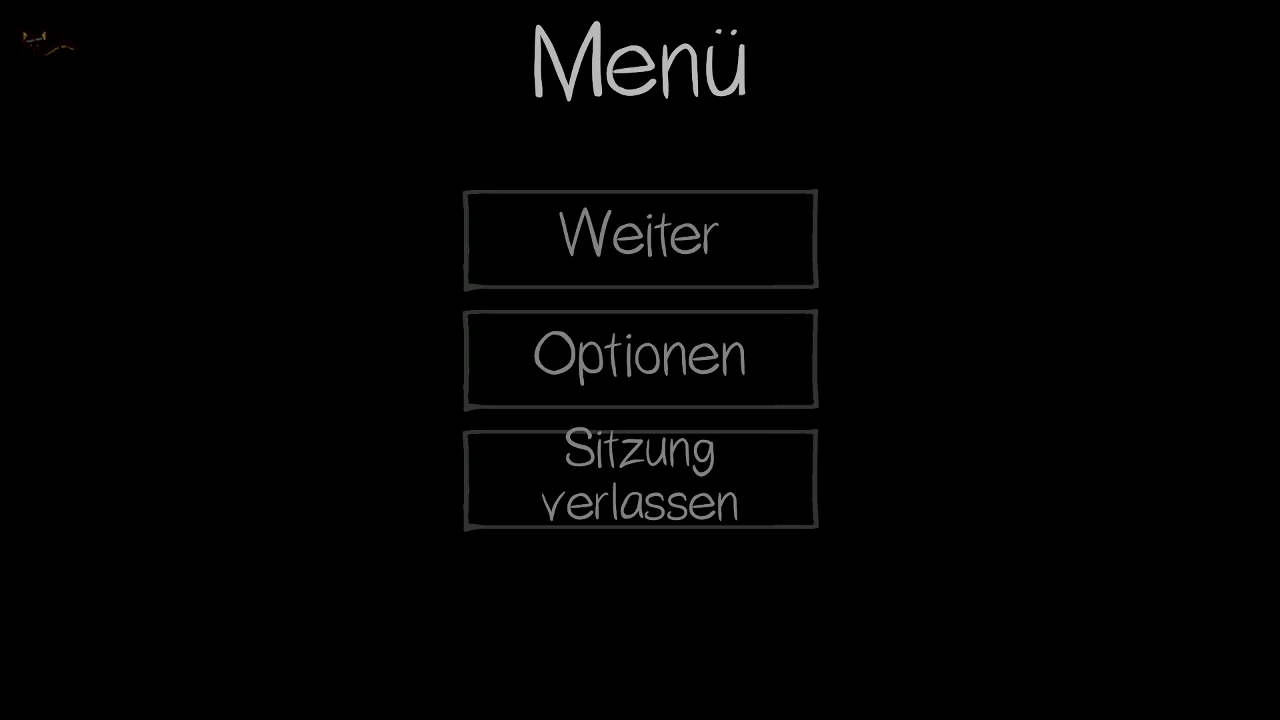 Menü
Weiter
Optionen
Sitzung
verlassen